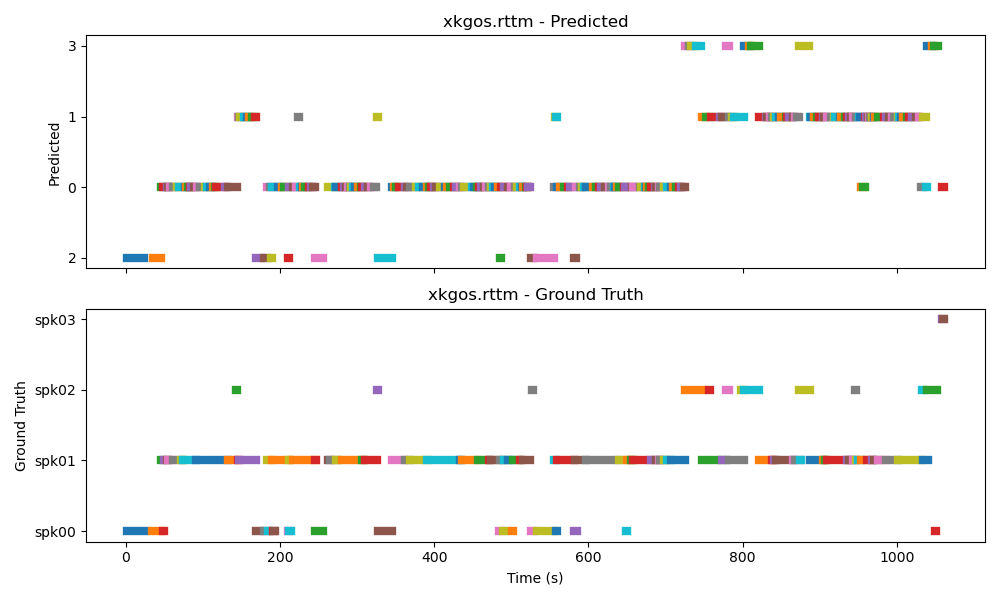 xkgos.rttm - Predicted
3
1
0
2
Predicted
xkgos.rttm - Ground Truth
spk03
spk02
spk01
spk00
Ground Truth
0 200 400 600 800 1000
Time (s)